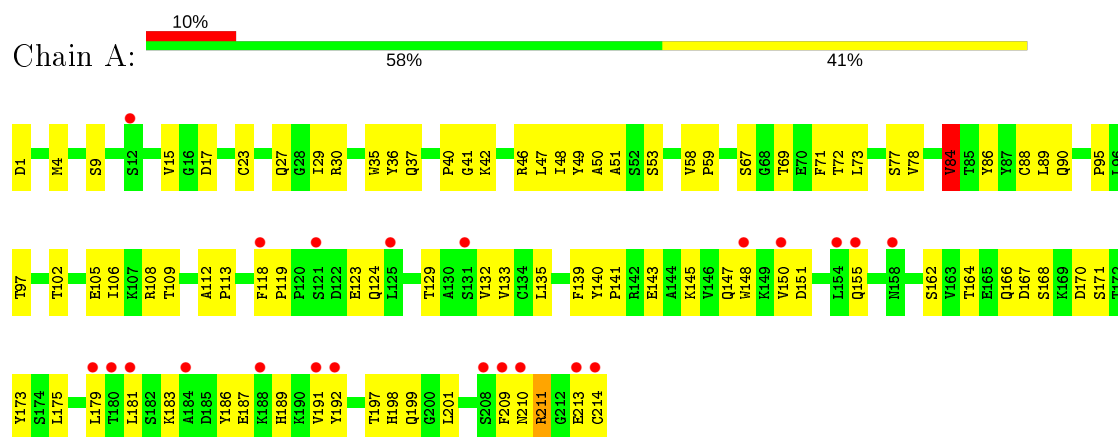 10%
Chain A:
58% 41%
D1 M4 S9 S12 V15 G16 D17 C23 Q27 G28 I29 R30 W35 Y36 Q37 P40 G41 K42 R46 L47 I48 Y49 A50 A51 S52 S53 V58 P59 S67 G68 T69 E70 F71 T72 L73 S77 V78 V84 T85 Y86 Y87 C88 L89 Q90 P95 L96
T97 T102 E105 I106 K107 R108 T109 A112 P113 F118 P119 P120 S121 D122 E123 Q124 L125 T129 A130 S131 V132 V133 C134 L135 F139 Y140 P141 R142 E143 A144 K145 V146 Q147 W148 K149 V150 D151 L154 Q155 N158 S162 V163 T164 E165 Q166 D167 S168 K169 D170 S171 T172
Y173 S174 L175 L179 T180 L181 S182 K183 A184 D185 Y186 E187 K188 H189 K190 V191 Y192 T197 H198 Q199 G200 L201 S208 F209 N210 R211 G212 E213 C214